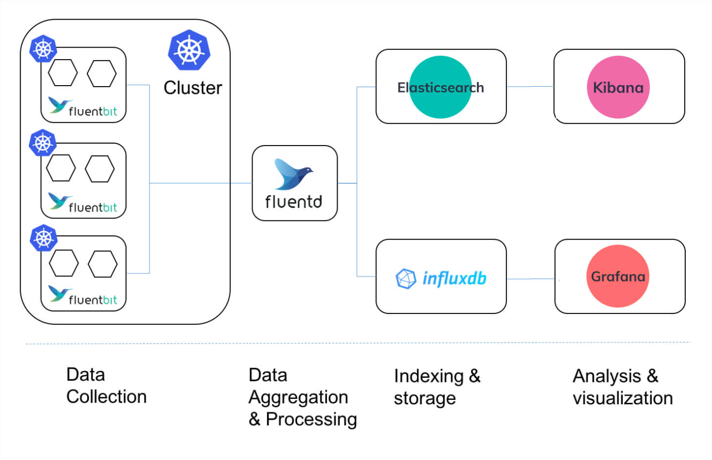 Cluster
fluentbit
fluentbit
fluentbit
fluentd
Elasticsearch
Kibana
influxdb
Grafana
Data
Collection
Data
Aggregation
& Processing
Indexing &
storage
Analysis &
visualization